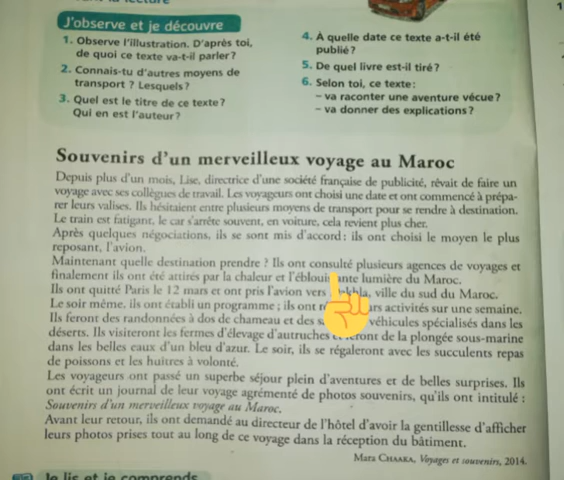 J'observe et je découvre
1. Observe l'illustration. D'après toi,
de quoi ce texte va-t-il parler?
2. Connais-tu d'autres moyens de
transport ? Lesquels?
3. Quel est le titre de ce texte?
Qui en est l'auteur?
4. À quelle date ce texte a-t-il été
publié?
5. De quel livre est-il tiré?
6. Selon toi, ce texte:
– va raconter une aventure vécue?
– va donner des explications?
Souvenirs d'un merveilleux voyage au Maroc
Depuis plus d'un mois, Lise, directrice d'une société française de publicité, rêvait de faire un
voyage avec ses collègues de travail. Les voyageurs ont choisi une date et ont commencé à prépa-
rer leurs valises. Ils hésitaient entre plusieurs moyens de transport pour se rendre à destination.
Le train est fatigant, le car s'arrête souvent, en voiture, cela revient plus cher.
Après quelques négociations, ils se sont mis d'accord : ils ont choisi le moyen le plus
reposant, l'avion.
Maintenant quelle destination prendre ? Ils ont consulté plusieurs agences de voyages et
finalement ils ont été attirés par la chaleur et l'éblouissante lumière du Maroc.
Ils ont quitté Paris le 12 mars et ont pris l'avion vers Dakhla, ville du sud du Maroc.
Le soir même, ils ont établi un programme ; ils ont activités sur une semaine.
Ils feront des randonnées à dos de chameau et des véhicules spécialisés dans les
déserts. Ils visiteront les fermes d'élevage d'autruches et feront de la plongée sous-marine
dans les belles eaux d'un bleu d'azur. Le soir, ils se régaleront avec les succulents repas
de poissons et les huîtres à volonté.
Les voyageurs ont passé un superbe séjour plein d'aventures et de belles surprises. Ils
ont écrit un journal de leur voyage agrémenté de photos souvenirs, qu'ils ont intitulé :
Souvenirs d'un merveilleux voyage au Maroc.
Avant leur retour, ils ont demandé au directeur de l'hôtel d'avoir la gentillesse d'afficher
leurs photos prises tout au long de ce voyage dans la réception du bâtiment.
Mara CHAAKA, Voyages et souvenirs, 2014.
Je lis et je comprends